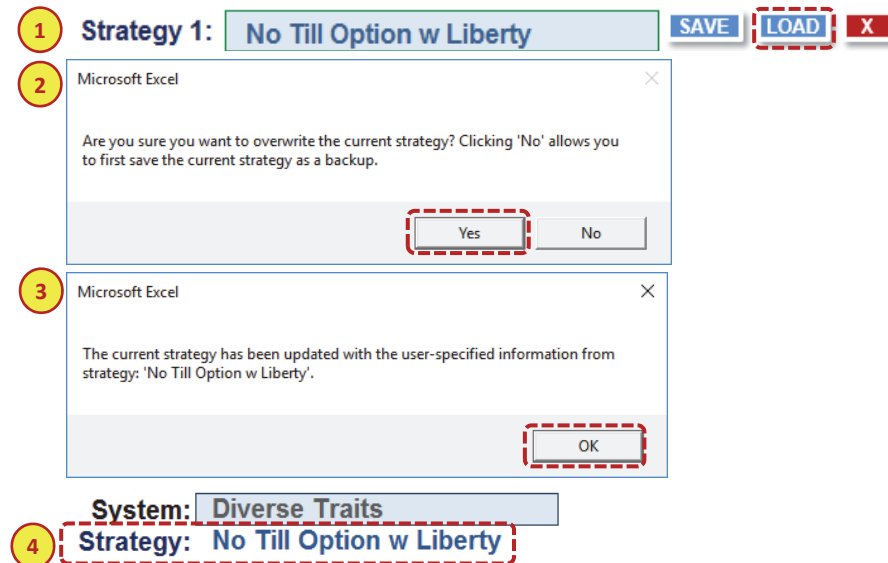 1 Strategy 1: No Till Option w Liberty SAVE LOAD X
2 Microsoft Excel
Are you sure you want to overwrite the current strategy? Clicking 'No' allows you
to first save the current strategy as a backup.
Yes No
3 Microsoft Excel
The current strategy has been updated with the user-specified information from
strategy: 'No Till Option w Liberty'.
OK
System: Diverse Traits
4 Strategy: No Till Option w Liberty